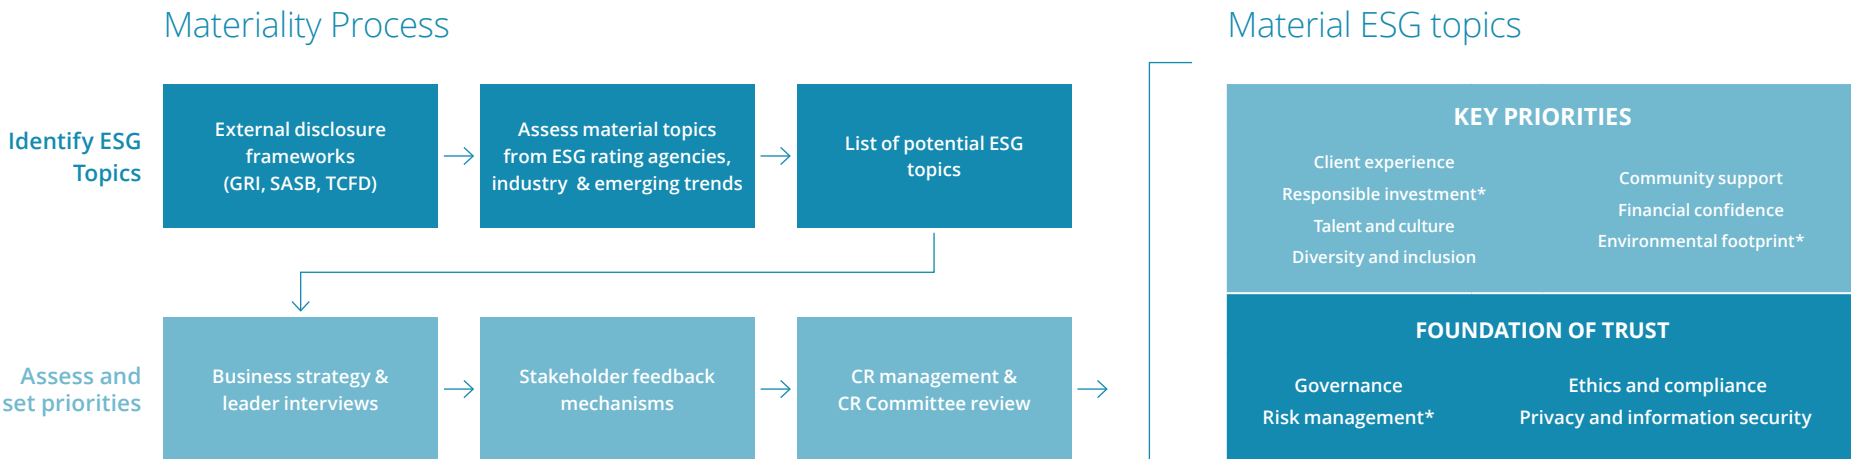 Materiality Process
Identify ESG
Topics
External disclosure
frameworks
(GRI, SASB, TCFD)
Assess material topics
from ESG rating agencies,
industry & emerging trends
List of potential ESG
topics
Assess and
set priorities
Business strategy &
leader interviews
Stakeholder feedback
mechanisms
CR management &
CR Committee review
Material ESG topics
KEY PRIORITIES
Client experience
Responsible investment*
Talent and culture
Diversity and inclusion
Community support
Financial confidence
Environmental footprint*
FOUNDATION OF TRUST
Governance
Risk management*
Ethics and compliance
Privacy and information security